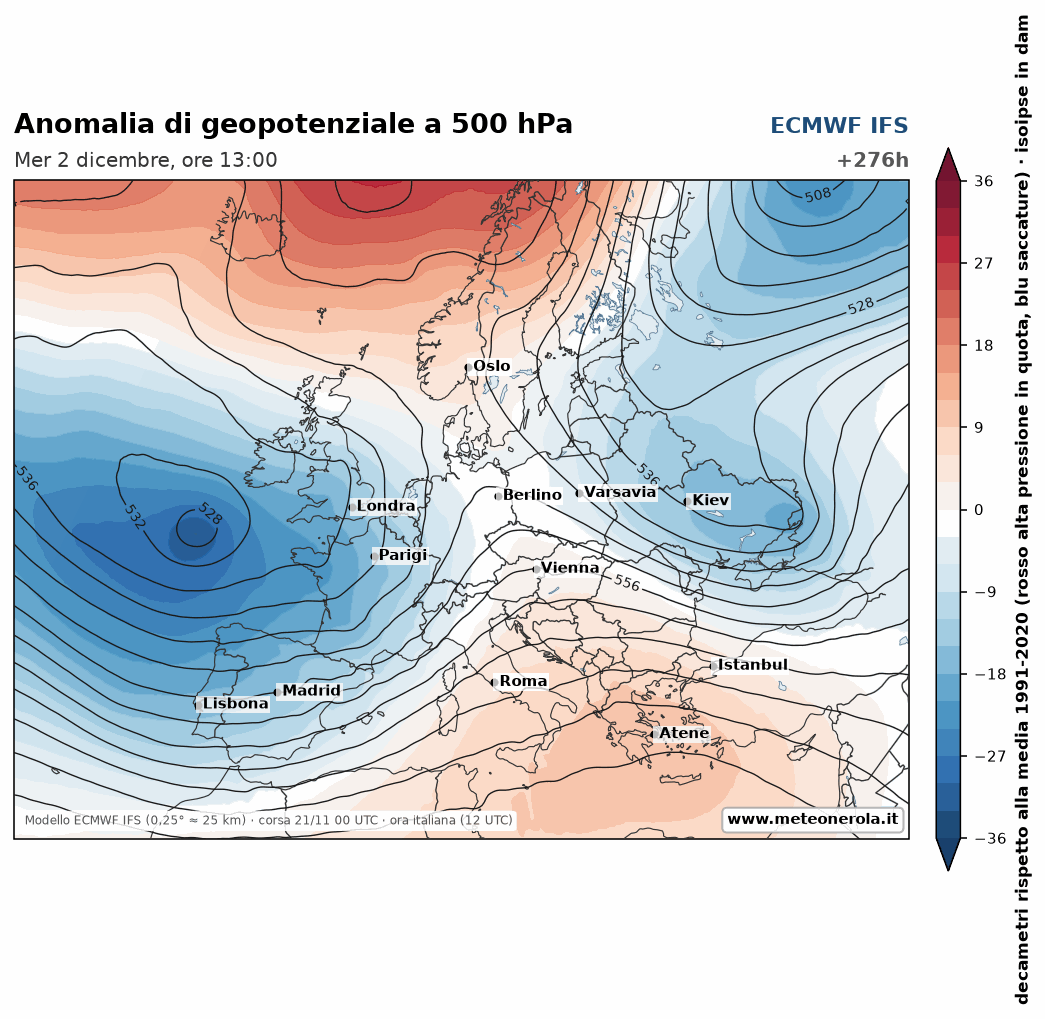 Anomalia di geopotenziale a 500 hPa
ECMWF IFS
Mer 2 dicembre, ore 13:00
+276h
508
528
Oslo
536
536
Berlino
Varsavia
Kiev
Londra
532
528
Parigi
Vienna
556
Istanbul
Roma
Madrid
Lisbona
Atene
Modello ECMWF IFS (0,25° ≈ 25 km) · corsa 21/11 00 UTC · ora italiana (12 UTC)
www.meteonerola.it
36
27
18
9
0
−9
−18
−27
−36
decametri rispetto alla media 1991-2020 (rosso alta pressione in quota, blu saccature) · isoipse in dam